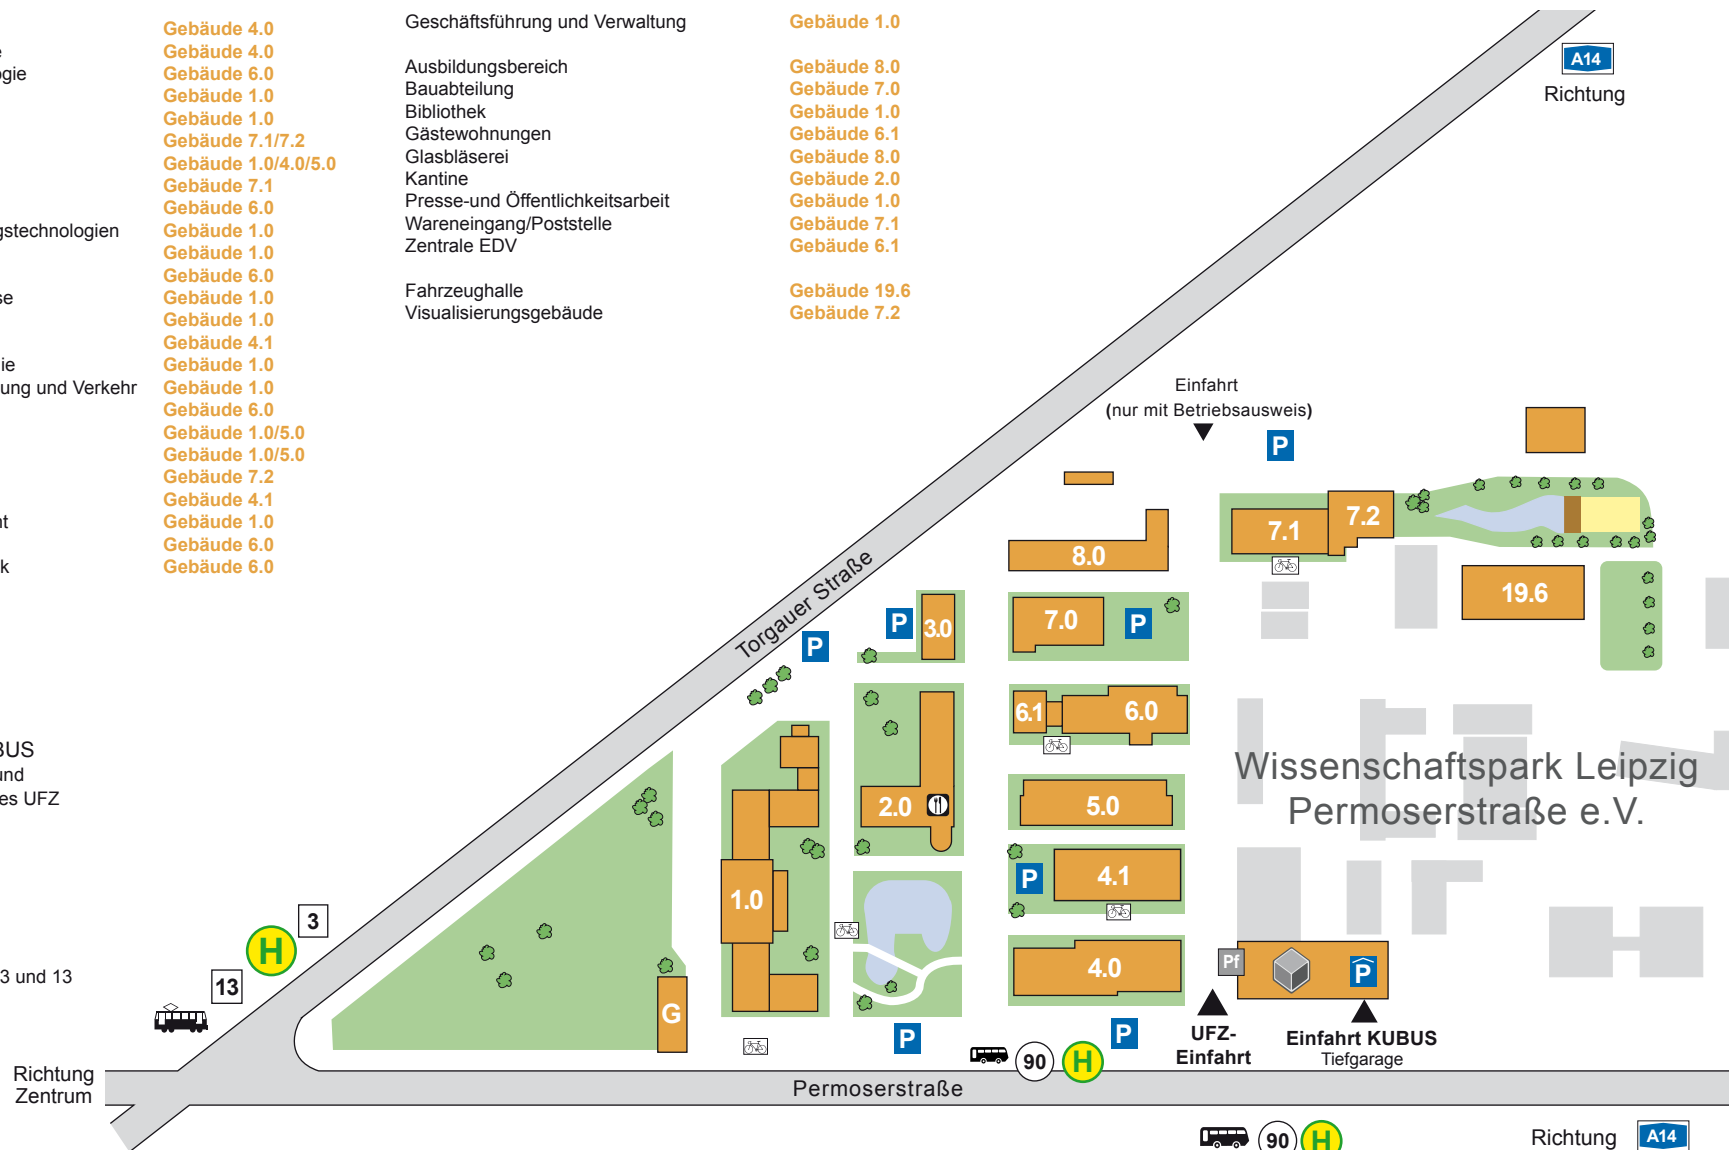 Gebäude 4.0
e Gebäude 4.0
gie Gebäude 6.0
Gebäude 1.0
Gebäude 1.0
Gebäude 7.1/7.2
Gebäude 1.0/4.0/5.0
Gebäude 7.1
Gebäude 6.0
gstechnologien Gebäude 1.0
Gebäude 1.0
Gebäude 6.0
se Gebäude 1.0
Gebäude 1.0
Gebäude 4.1
ie Gebäude 1.0
ung und Verkehr Gebäude 1.0
Gebäude 6.0
Gebäude 1.0/5.0
Gebäude 1.0/5.0
Gebäude 7.2
Gebäude 4.1
nt Gebäude 1.0
Gebäude 6.0
k Gebäude 6.0
Geschäftsführung und Verwaltung Gebäude 1.0
Ausbildungsbereich Gebäude 8.0
Bauabteilung Gebäude 7.0
Bibliothek Gebäude 1.0
Gästewohnungen Gebäude 6.1
Glasbläserei Gebäude 8.0
Kantine Gebäude 2.0
Presse-und Öffentlichkeitsarbeit Gebäude 1.0
Wareneingang/Poststelle Gebäude 7.1
Zentrale EDV Gebäude 6.1
Fahrzeughalle Gebäude 19.6
Visualisierungsgebäude Gebäude 7.2
A14
Richtung
Einfahrt
(nur mit Betriebsausweis)
P
7.1
7.2
8.0
19.6
Torgauer Straße
P
P
3.0
7.0
P
6.1
6.0
BUS
und
es UFZ
Wissenschaftspark Leipzig
Permoserstraße e.V.
2.0
5.0
1.0
P
4.1
3
H
13
3 und 13
4.0
Pf
P
G
P
P
UFZ-
Einfahrt
Einfahrt KUBUS
Tiefgarage
90
H
Richtung
Zentrum
Permoserstraße
90
H
Richtung
A14